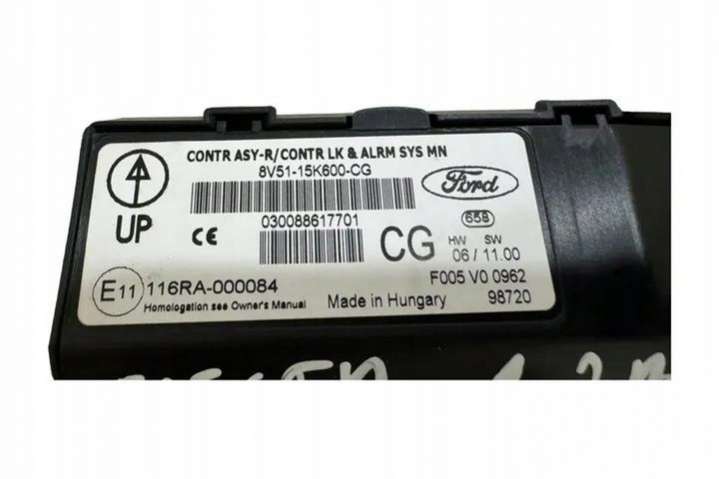 CONTR ASY-R/CONTR LK & ALRM SYS MN
8V51-15K600-CG
Ford
UP
CE
030088617701
CG
658
HW SW
06 / 11.00
E11 116RA-000084
Homologation see Owner's Manual
Made in Hungary
F005 V0 0962
98720